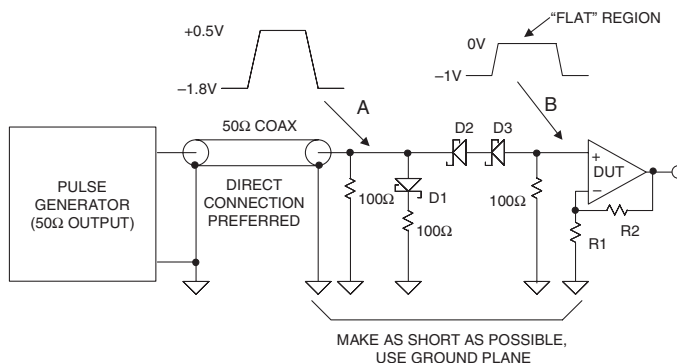 “FLAT” REGION
+0.5V
0V
–1.8V
–1V
A
B
50Ω COAX
D2
D3
PULSE
GENERATOR
(50Ω OUTPUT)
DIRECT
CONNECTION
PREFERRED
100Ω
D1
100Ω
100Ω
+
DUT
–
R2
R1
MAKE AS SHORT AS POSSIBLE,
USE GROUND PLANE